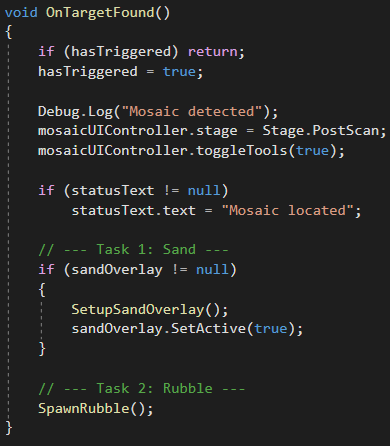 void OnTargetFound()
{
    if (hasTriggered) return;
    hasTriggered = true;

    Debug.Log("Mosaic detected");
    mosaicUIController.stage = Stage.PostScan;
    mosaicUIController.toggleTools(true);

    if (statusText != null)
        statusText.text = "Mosaic located";

    // --- Task 1: Sand ---
    if (sandOverlay != null)
    {
        SetupSandOverlay();
        sandOverlay.SetActive(true);
    }

    // --- Task 2: Rubble ---
    SpawnRubble();
}